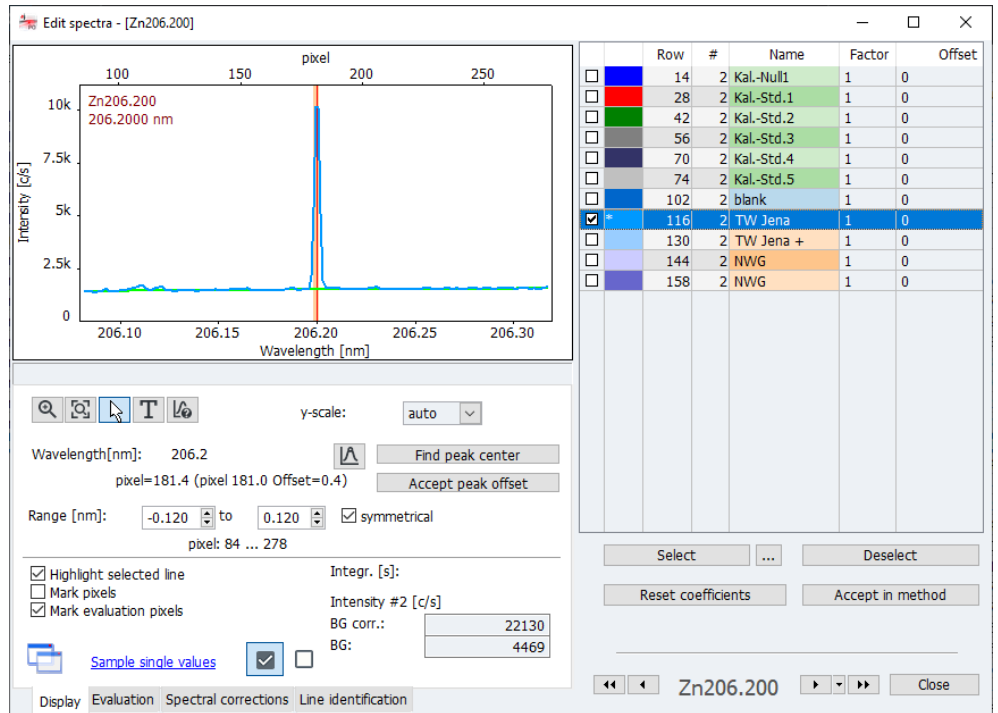 Edit spectra - [Zn206.200]
pixel
100 150 200 250
Zn206.200
206.2000 nm
10k
7.5k
5k
2.5k
0
Intensity [c/s]
206.10 206.15 206.20 206.25 206.30
Wavelength [nm]
Row # Name Factor Offset
14 2 Kal.-Null1 1 0
28 2 Kal.-Std.1 1 0
42 2 Kal.-Std.2 1 0
56 2 Kal.-Std.3 1 0
70 2 Kal.-Std.4 1 0
74 2 Kal.-Std.5 1 0
102 2 blank 1 0
* 116 2 TW Jena 1 0
130 2 TW Jena + 1 0
144 2 NWG 1 0
158 2 NWG 1 0
T
y-scale: auto
Wavelength[nm]: 206.2
Find peak center
pixel=181.4 (pixel 181.0 Offset=0.4)
Accept peak offset
Range [nm]: -0.120 to 0.120 symmetrical
pixel: 84 ... 278
Highlight selected line
Mark pixels
Mark evaluation pixels
Integr. [s]:
Intensity #2 [c/s]
BG corr.: 22130
BG: 4469
Sample single values
Display Evaluation Spectral corrections Line identification
Select ... Deselect
Reset coefficients Accept in method
Zn206.200
Close